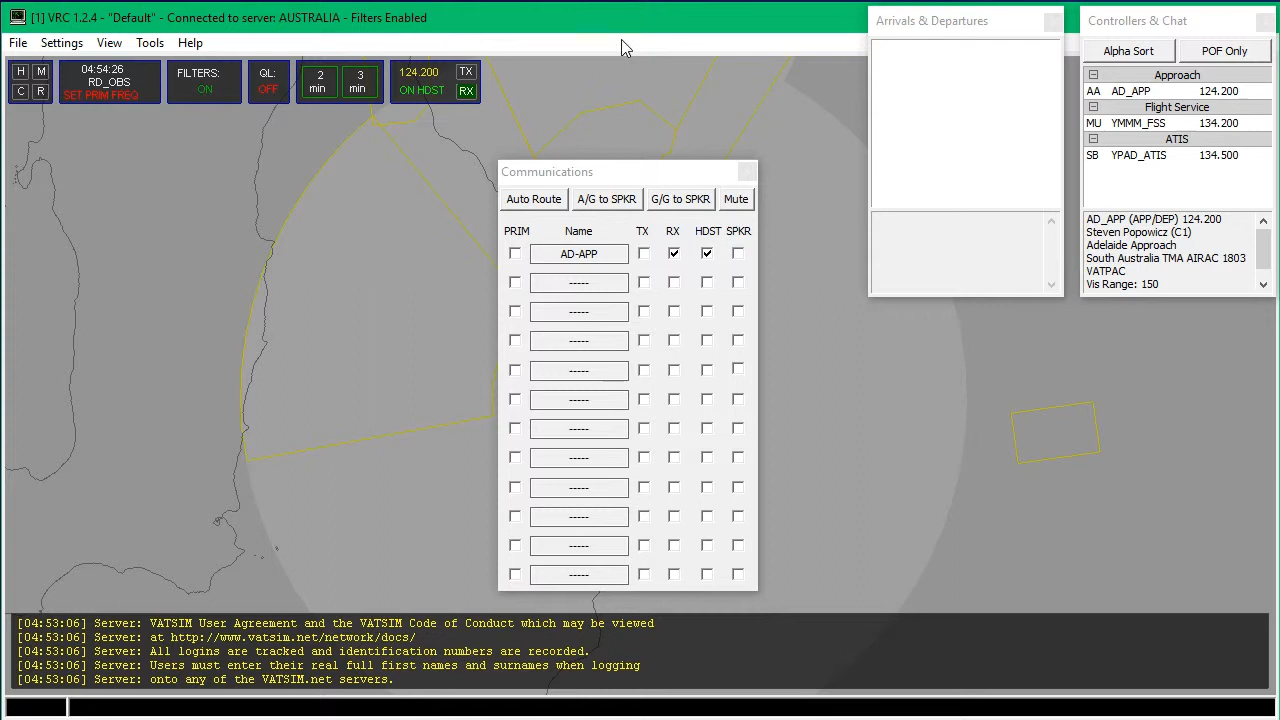 [1] VRC 1.2.4 - "Default" - Connected to server: AUSTRALIA - Filters Enabled
File Settings View Tools Help
H M
C R
04:54:26
RD_OBS
SET PRIM FREQ
FILTERS:
ON
QL:
OFF
2
min
3
min
124.200 TX
ON HDST RX
Arrivals & Departures
Controllers & Chat
Alpha Sort POF Only
Approach
AA AD_APP 124.200
Flight Service
MU YMMM_FSS 134.200
ATIS
SB YPAD_ATIS 134.500
AD_APP (APP/DEP) 124.200
Steven Popowicz (C1)
Adelaide Approach
South Australia TMA AIRAC 1803
VATPAC
Vis Range: 150
Communications
Auto Route A/G to SPKR G/G to SPKR Mute
PRIM Name TX RX HDST SPKR
AD-APP
-----
-----
-----
-----
-----
-----
-----
-----
-----
-----
-----
[04:53:06] Server: VATSIM User Agreement and the VATSIM Code of Conduct which may be viewed
[04:53:06] Server: at http://www.vatsim.net/network/docs/
[04:53:06] Server: All logins are tracked and identification numbers are recorded.
[04:53:06] Server: Users must enter their real full first names and surnames when logging
[04:53:06] Server: onto any of the VATSIM.net servers.